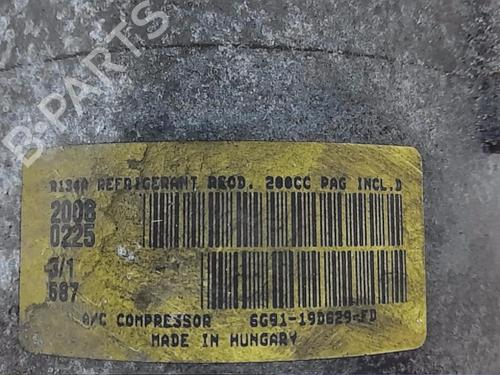 B-PARTS
R134A REFRIGERANT REQD. 200CC PAG INCL.D
2008
0225
3/1
687
A/C COMPRESSOR 6G91-19D629-FD
MADE IN HUNGARY